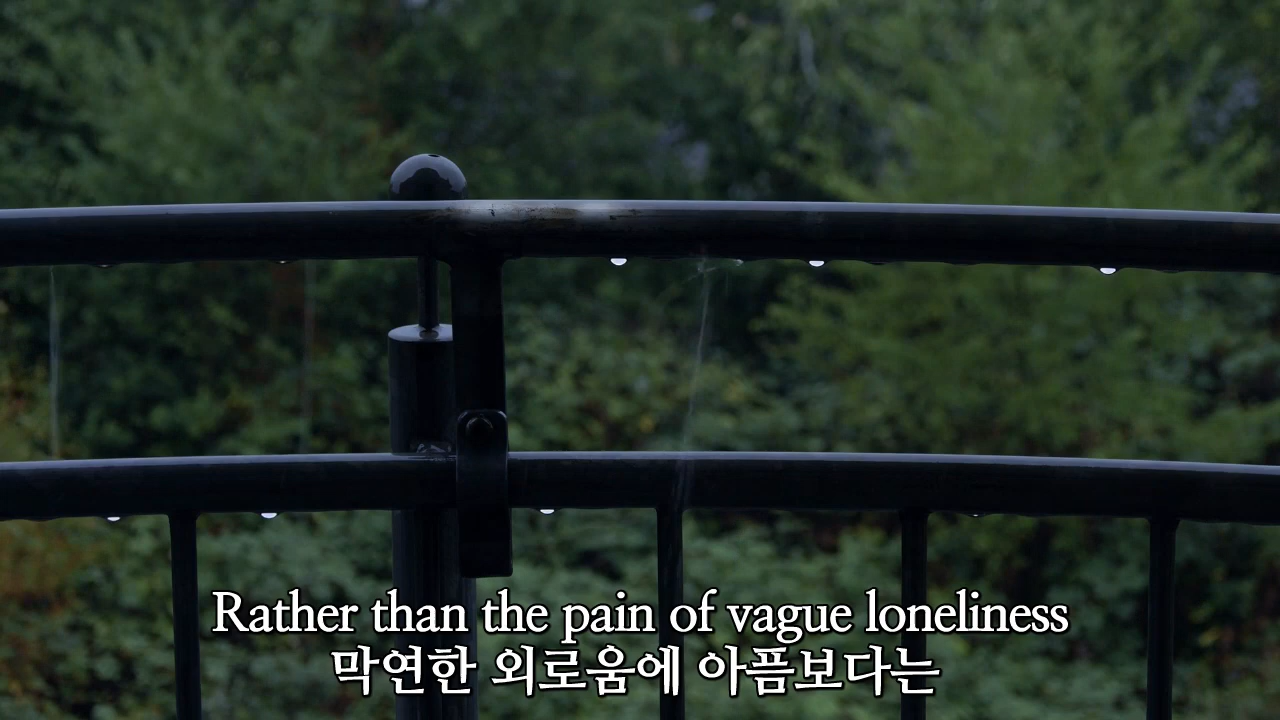 Rather than the pain of vague loneliness
막연한 외로움에 아픔보다는